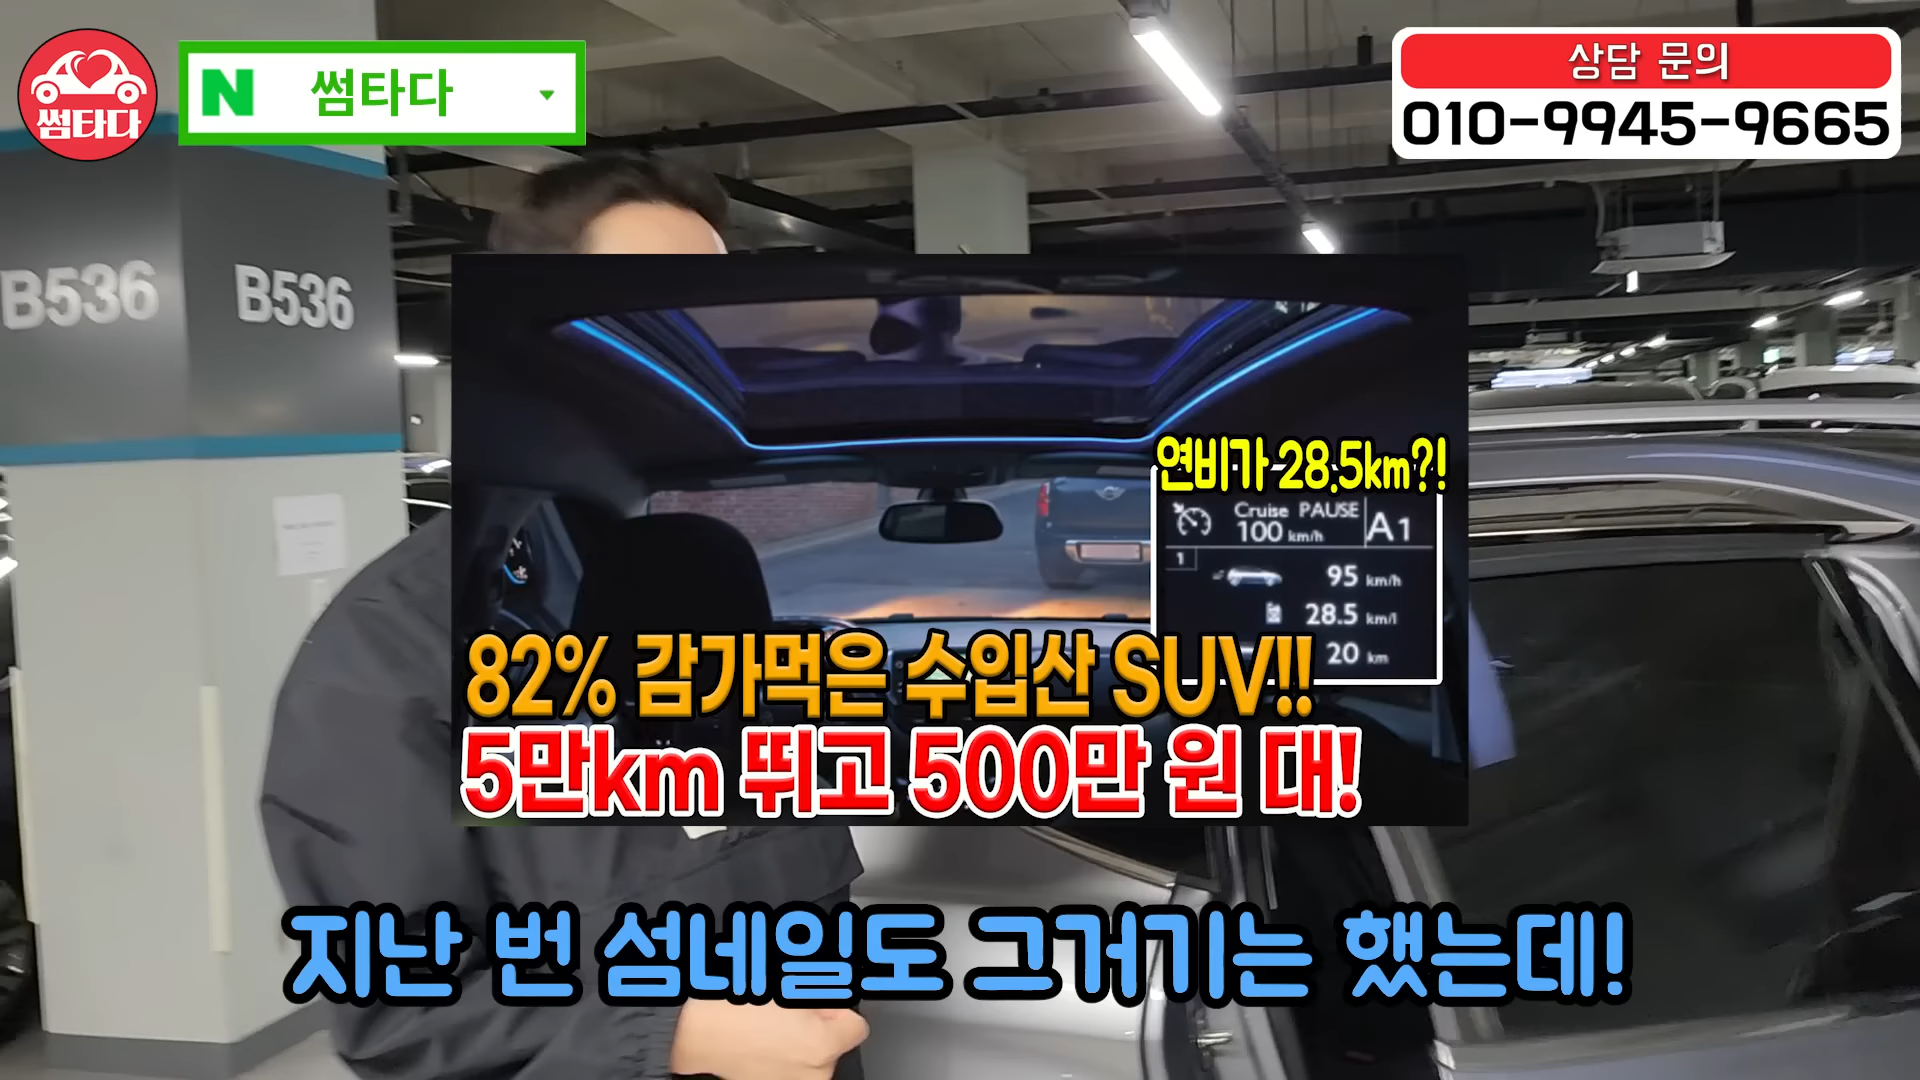 썸타다
N 썸타다
상담 문의
010-9945-9665
B536 B536
연비가 28.5km?!
Cruise PAUSE
100 km/h A1
1
95 km/h
28.5 km/l
20 km
82% 감가먹은 수입산 SUV!!
5만km 뛰고 500만 원 대!
지난 번 섬네일도 그거기는 했는데!